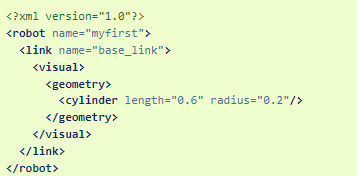 <?xml version="1.0"?>
<robot name="myfirst">
  <link name="base_link">
    <visual>
      <geometry>
        <cylinder length="0.6" radius="0.2"/>
      </geometry>
    </visual>
  </link>
</robot>